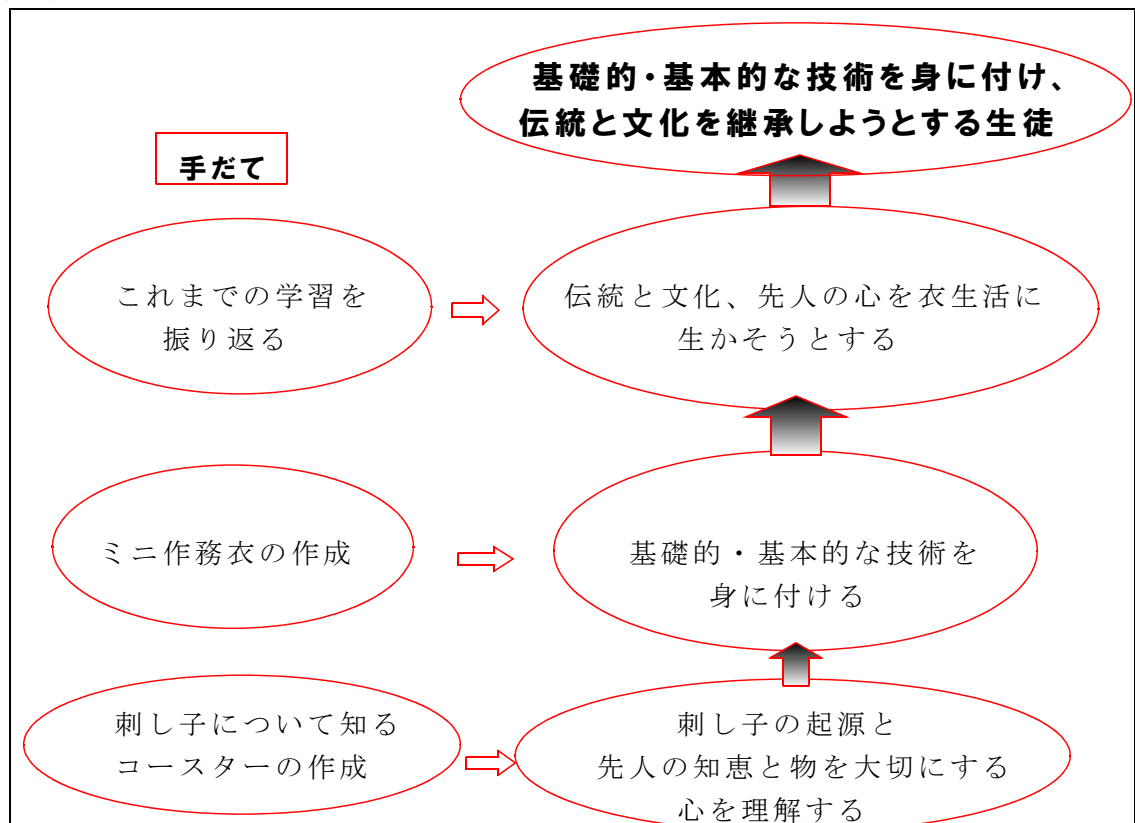 基礎的・基本的な技術を身に付け、
伝統と文化を継承しようとする生徒
手だて
これまでの学習を
振り返る
伝統と文化、先人の心を衣生活に
生かそうとする
ミニ作務衣の作成
基礎的・基本的な技術を
身に付ける
刺し子について知る
コースターの作成
刺し子の起源と
先人の知恵と物を大切にする
心を理解する